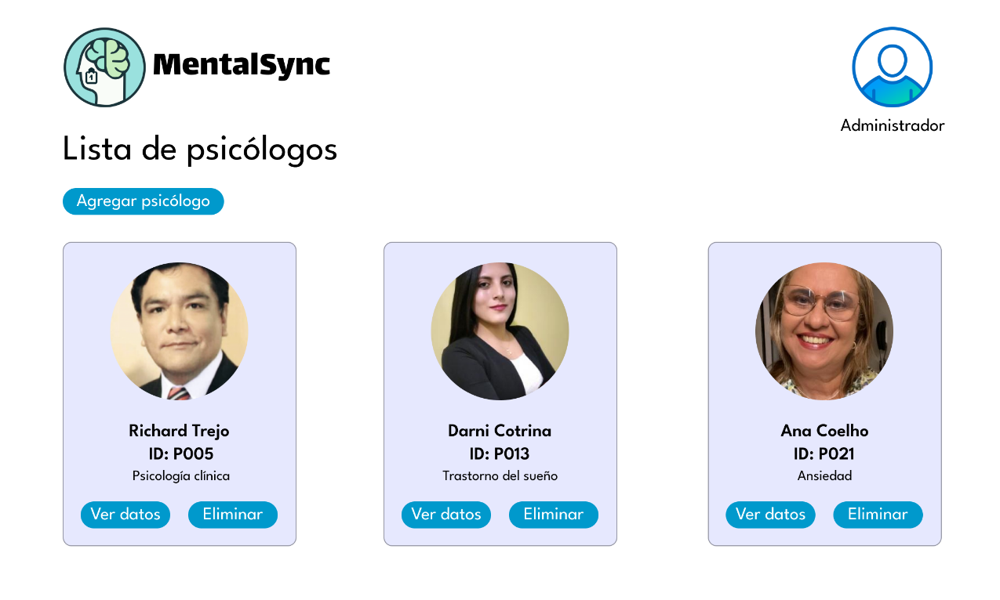 MentalSync
Administrador
Lista de psicólogos
Agregar psicólogo
Richard Trejo
ID: P005
Psicología clínica
Ver datos
Eliminar
Darni Cotrina
ID: P013
Trastorno del sueño
Ver datos
Eliminar
Ana Coelho
ID: P021
Ansiedad
Ver datos
Eliminar